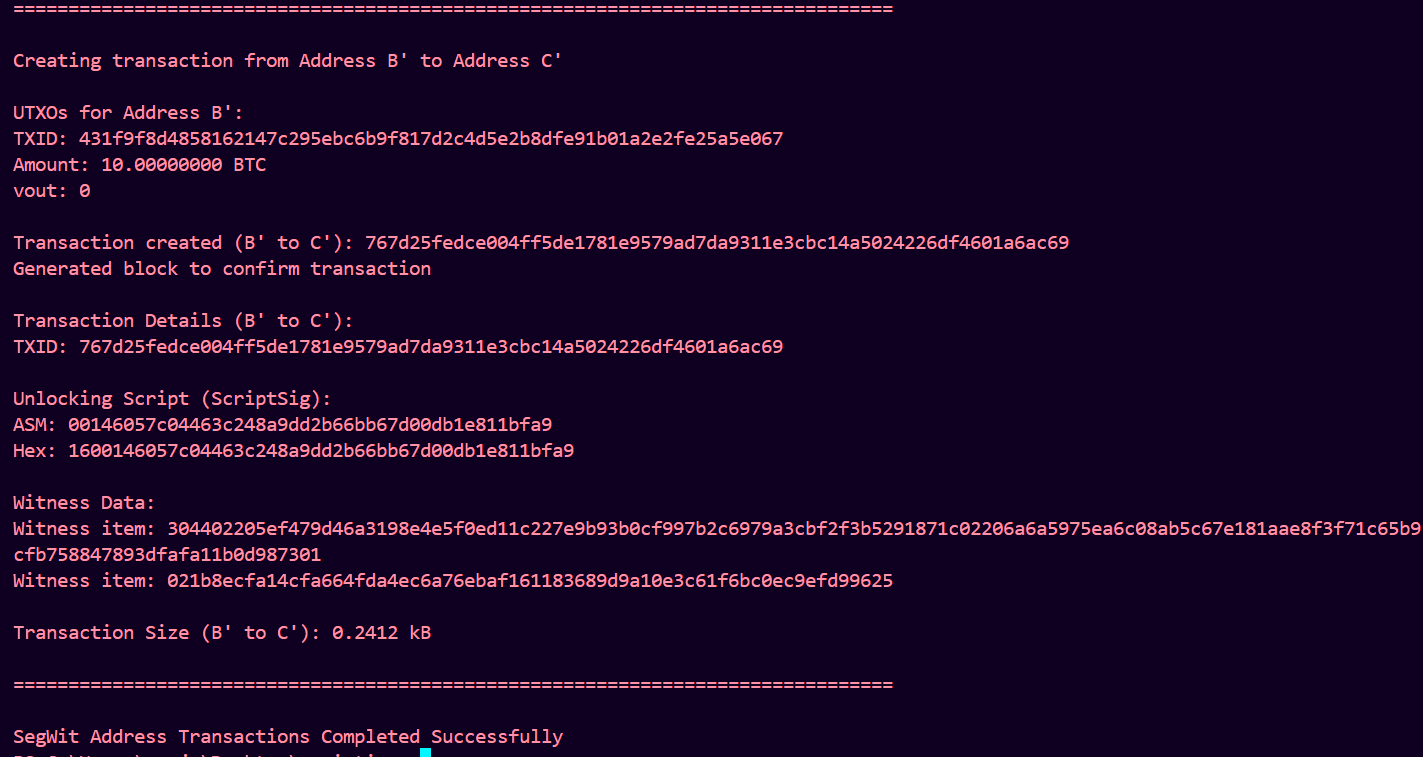 ================================================================================
Creating transaction from Address B' to Address C'
UTXOs for Address B':
TXID: 431f9f8d4858162147c295ebc6b9f817d2c4d5e2b8dfe91b01a2e2fe25a5e067
Amount: 10.00000000 BTC
vout: 0
Transaction created (B' to C'): 767d25fedce004ff5de1781e9579ad7da9311e3cbc14a5024226df4601a6ac69
Generated block to confirm transaction
Transaction Details (B' to C'):
TXID: 767d25fedce004ff5de1781e9579ad7da9311e3cbc14a5024226df4601a6ac69
Unlocking Script (ScriptSig):
ASM: 00146057c04463c248a9dd2b66bb67d00db1e811bfa9
Hex: 1600146057c04463c248a9dd2b66bb67d00db1e811bfa9
Witness Data:
Witness item: 304402205ef479d46a3198e4e5f0ed11c227e9b93b0cf997b2c6979a3cbf2f3b5291871c02206a6a5975ea6c08ab5c67e181aae8f3f71c65b9
cfb758847893dfafa11b0d987301
Witness item: 021b8ecfa14cfa664fda4ec6a76ebaf161183689d9a10e3c61f6bc0ec9efd99625
Transaction Size (B' to C'): 0.2412 kB
================================================================================
SegWit Address Transactions Completed Successfully